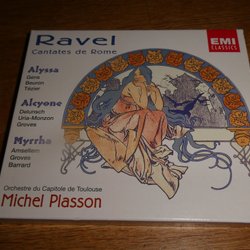 Ravel
Cantates de Rome
EMI
CLASSICS
Alyssa
Gens
Beuron
Tézier
Alcyone
Delunsch
Uria-Monzon
Groves
Myrrha
Amsellem
Groves
Barrard
Orchestre du Capitole de Toulouse
Michel Plasson